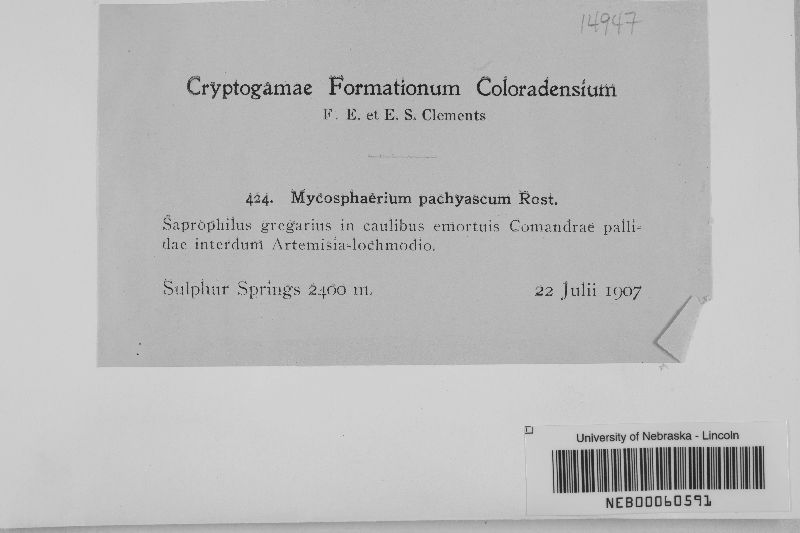 14947
Cryptogamae Formationum Coloradensium
F. E. et E. S. Clements
424. Mycosphaerium pachyascum Rost.
Saprophilus gregarius in caulibus emortuis Comandrae palli-
dae interdum Artemisia-lochmodio.
Sulphur Springs 2400 m. 22 Julii 1907
University of Nebraska - Lincoln
NEB00060591